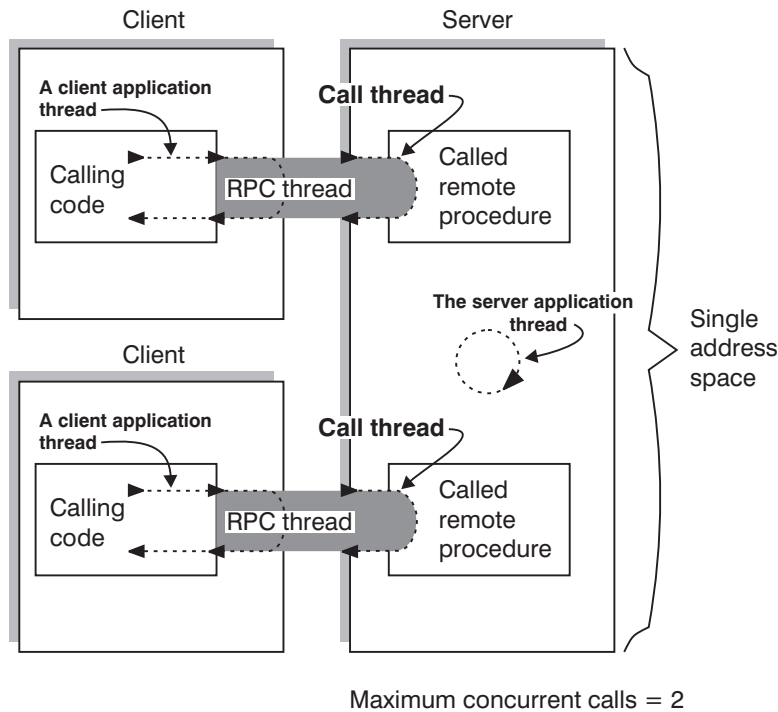 Client
Server
A client application
thread
Call thread
Calling
code
RPC thread
Called
remote
procedure
The server application
thread
Single
address
space
Client
A client application
thread
Call thread
Calling
code
RPC thread
Called
remote
procedure
Maximum concurrent calls = 2